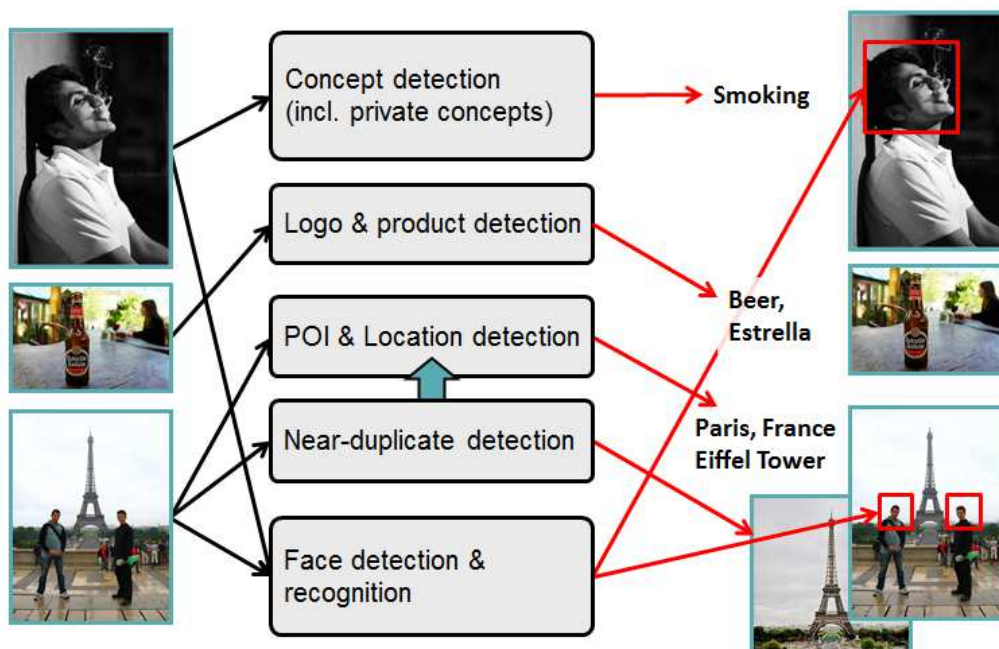 Concept detection
(incl. private concepts)
Smoking
Logo & product detection
Beer,
Estrella
POI & Location detection
Paris, France
Eiffel Tower
Near-duplicate detection
Face detection &
recognition